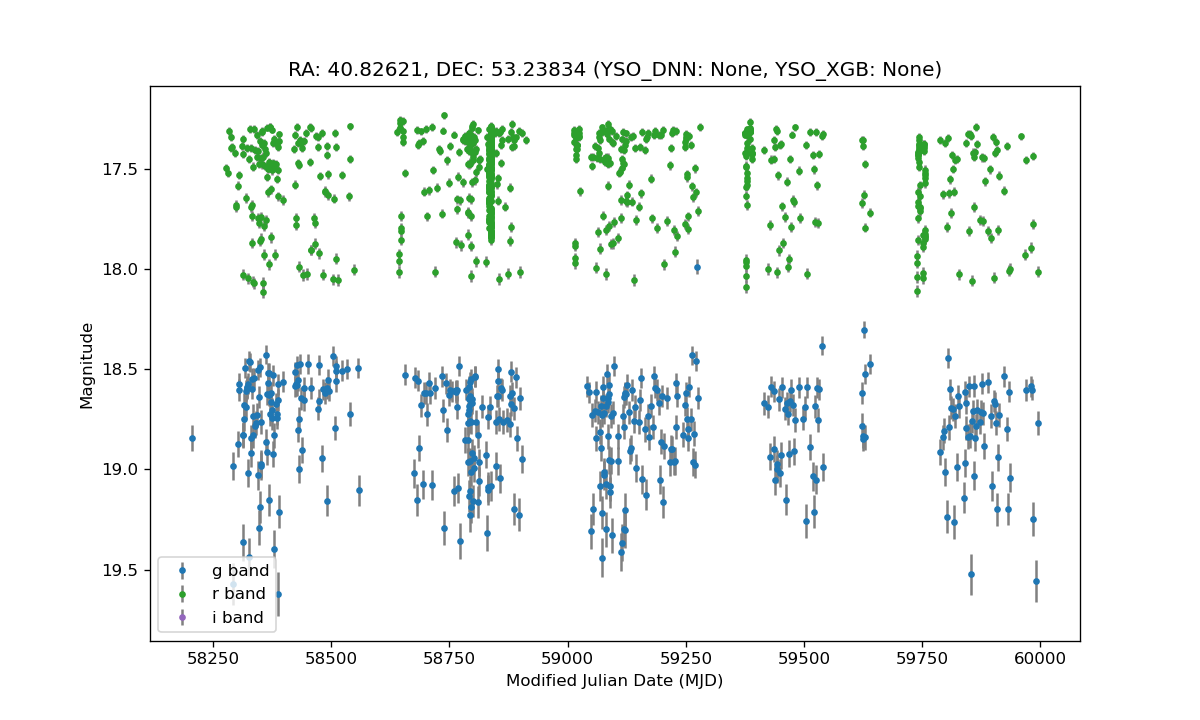 RA: 40.82621, DEC: 53.23834 (YSO_DNN: None, YSO_XGB: None)
Magnitude
17.5
18.0
18.5
19.0
19.5
g band
r band
i band
58250 58500 58750 59000 59250 59500 59750 60000
Modified Julian Date (MJD)